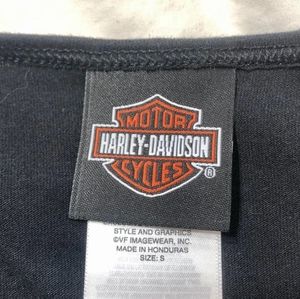 MOTOR
HARLEY-DAVIDSON
CYCLES
®
STYLE AND GRAPHICS
©VF IMAGEWEAR, INC.
MADE IN HONDURAS
SIZE: S